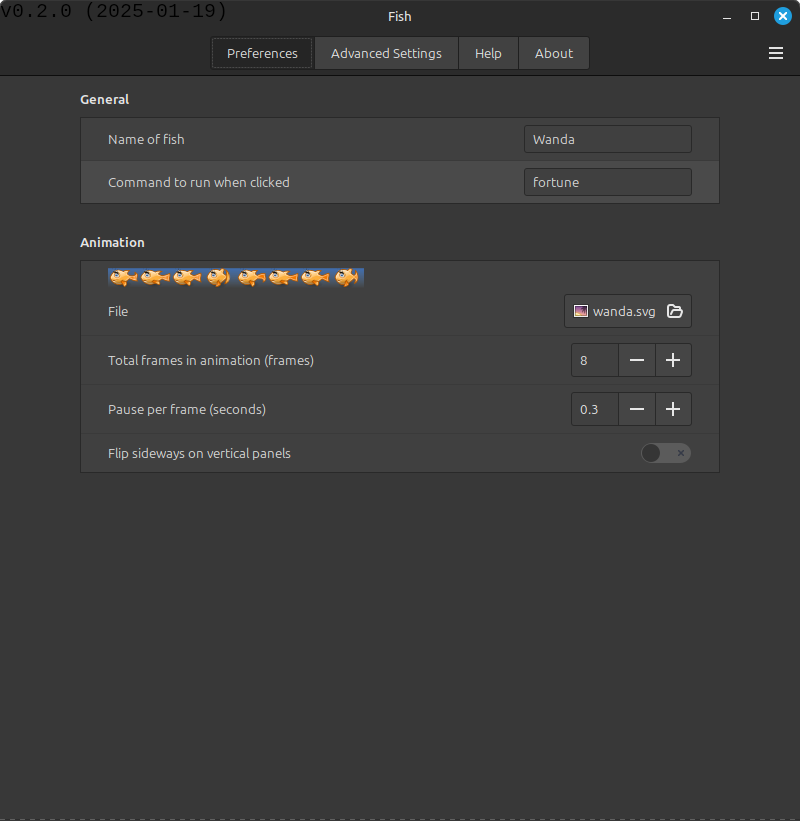 v0.2.0 (2025-01-19)
Fish
Preferences
Advanced Settings
Help
About
General
Name of fish
Wanda
Command to run when clicked
fortune
Animation
File
wanda.svg
Total frames in animation (frames)
8
Pause per frame (seconds)
0.3
Flip sideways on vertical panels